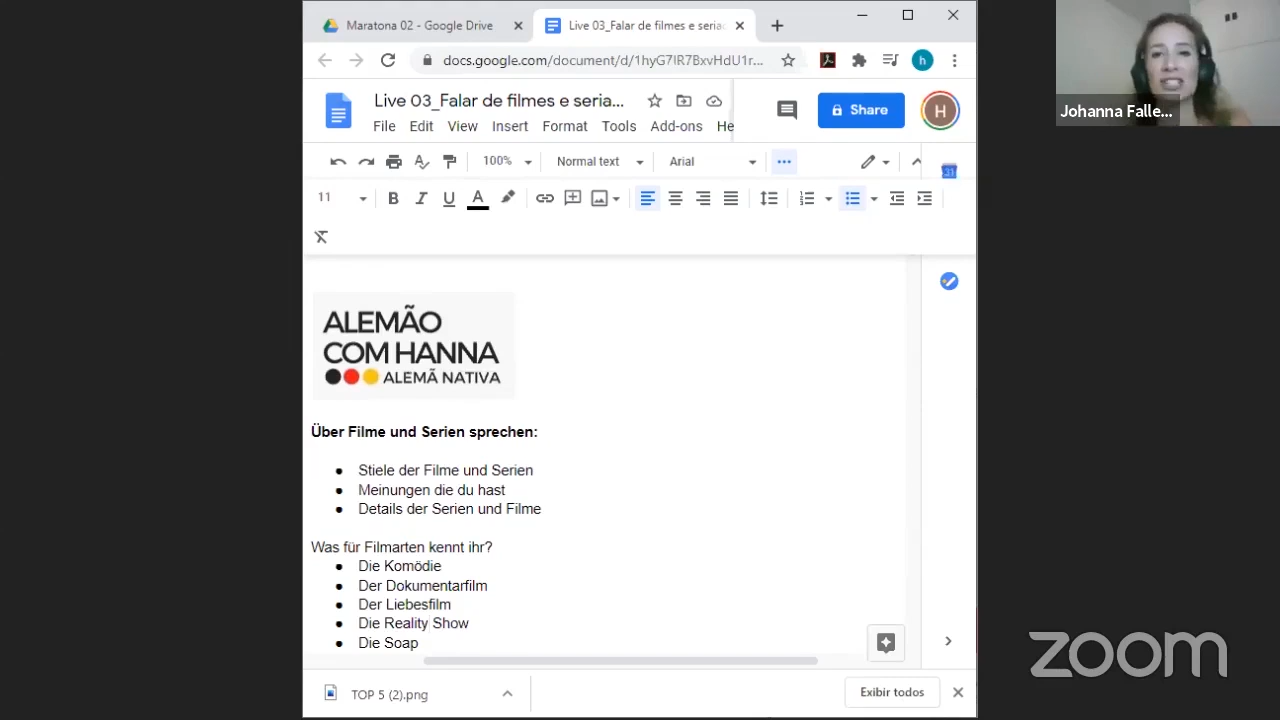 Maratona 02 - Google Drive
Live 03_Falar de filmes e seria
docs.google.com/document/d/1hyG7IR7BxvHdU1r...
h
Johanna Falle...
Live 03_Falar de filmes e seria...
Share
H
File Edit View Insert Format Tools Add-ons He
100% Normal text Arial
31
11 B I U A
ALEMÃO
COM HANNA
ALEMÃ NATIVA
Über Filme und Serien sprechen:
● Stiele der Filme und Serien
● Meinungen die du hast
● Details der Serien und Filme
Was für Filmarten kennt ihr?
● Die Komödie
● Der Dokumentarfilm
● Der Liebesfilm
● Die Reality Show
● Die Soap
zoom
TOP 5 (2).png
Exibir todos